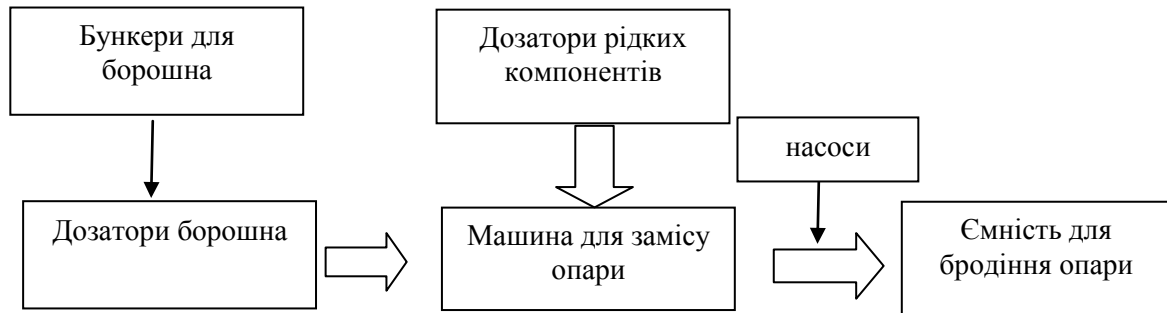 Бункери для
борошна
Дозатори рідких
компонентів
насоси
Дозатори борошна
Машина для замісу
опари
Ємність для
бродіння опари